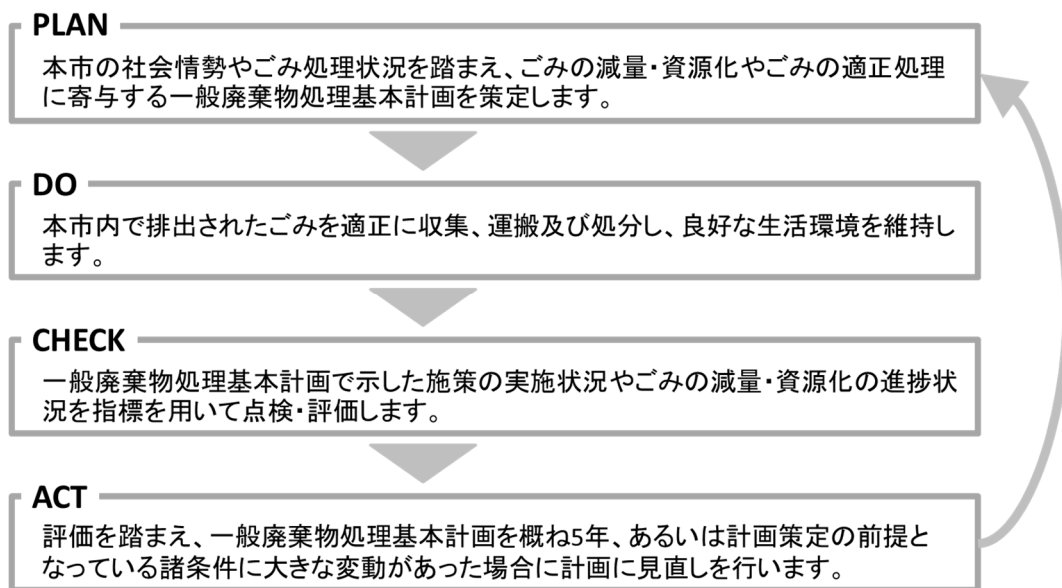 PLAN
本市の社会情勢やごみ処理状況を踏まえ、ごみの減量・資源化やごみの適正処理
に寄与する一般廃棄物処理基本計画を策定します。
DO
本市内で排出されたごみを適正に収集、運搬及び処分し、良好な生活環境を維持し
ます。
CHECK
一般廃棄物処理基本計画で示した施策の実施状況やごみの減量・資源化の進捗状
況を指標を用いて点検・評価します。
ACT
評価を踏まえ、一般廃棄物処理基本計画を概ね5年、あるいは計画策定の前提と
なっている諸条件に大きな変動があった場合に計画に見直しを行います。